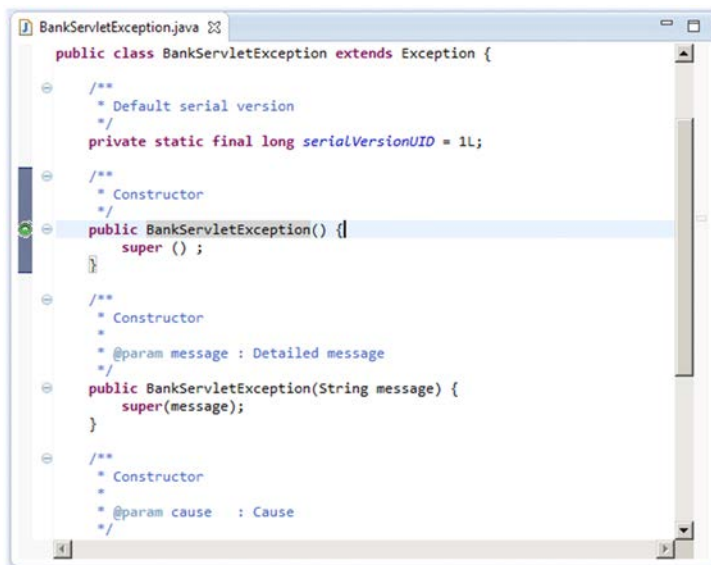 BankServletException.java
public class BankServletException extends Exception {
/**
* Default serial version
*/
private static final long serialVersionUID = 1L;
/**
* Constructor
*/
public BankServletException() {
super () ;
}
/**
* Constructor
*
* @param message : Detailed message
*/
public BankServletException(String message) {
super(message);
}
/**
* Constructor
*
* @param cause   : Cause
*/